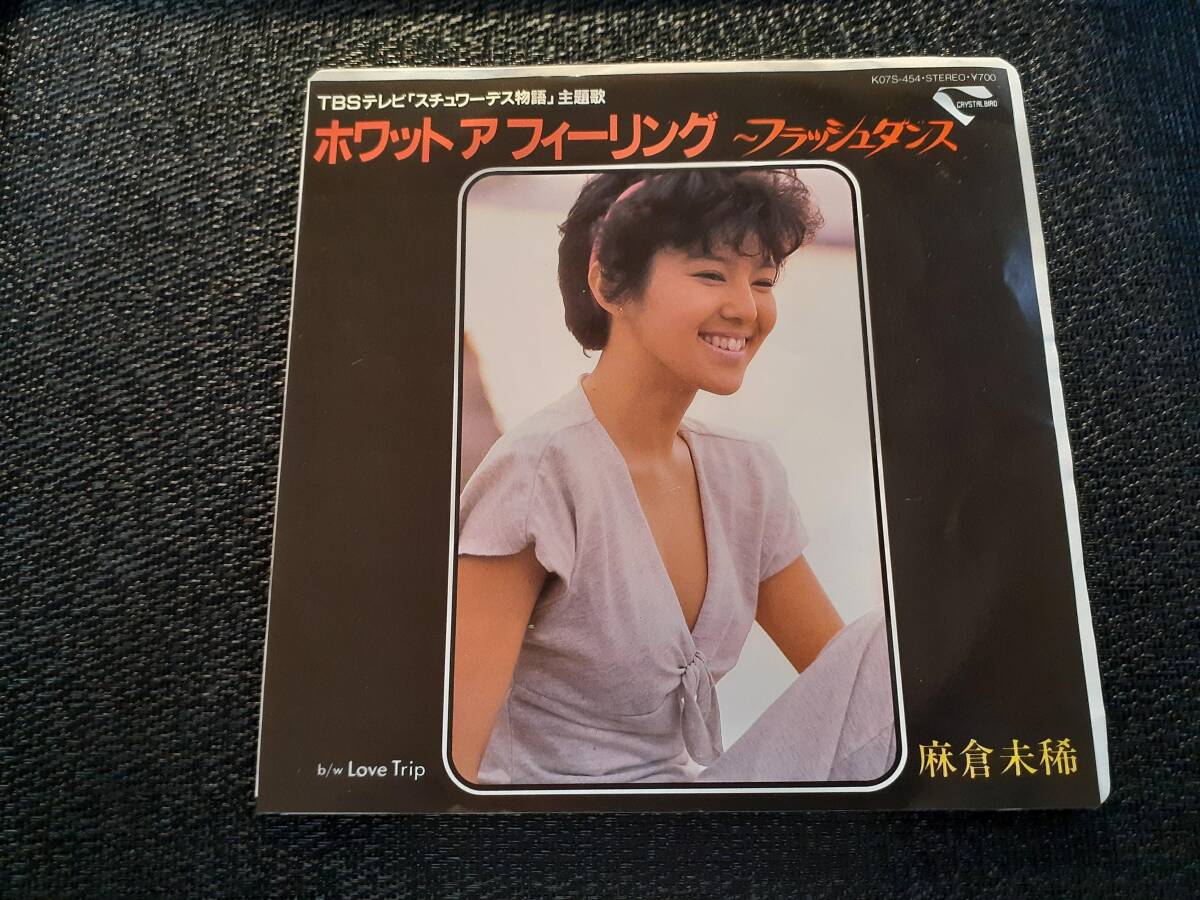 K07S-454・STEREO・¥700
CRYSTALBIRD
TBSテレビ「スチュワーデス物語」主題歌
ホワット ア フィーリング ～フラッシュダンス
b/w Love Trip
麻倉未稀